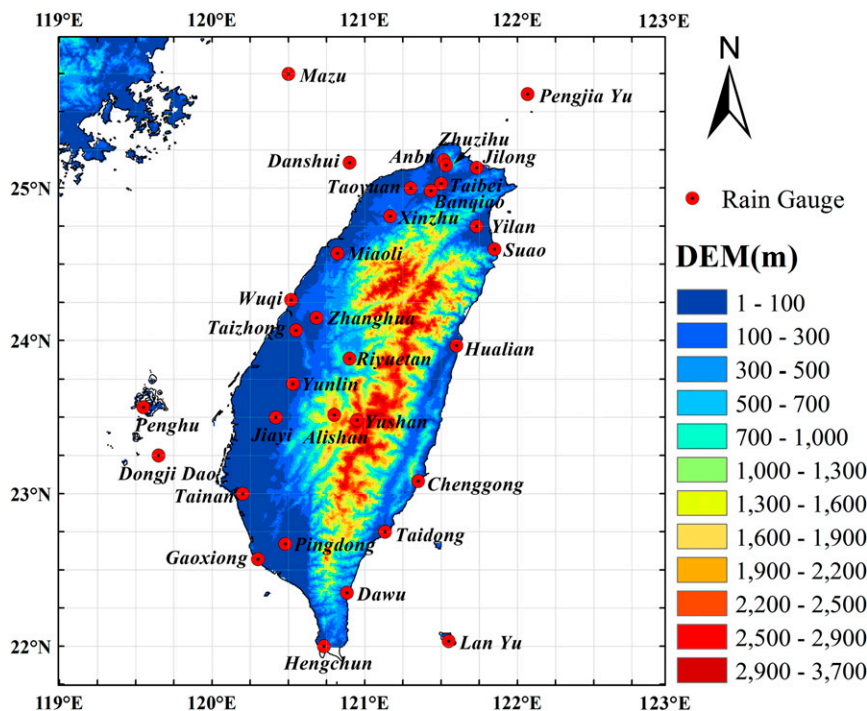 119°E 120°E 121°E 122°E 123°E
N
Mazu
Pengjia Yu
Zhuzihu
Danshui Anbu Jilong
Taoyuan Taibei
25°N
Banqiao
Rain Gauge
Xinzhu
Yilan
Suao
DEM(m)
Miaoli
Wuqi
1 - 100
Zhanghua
Taizhong
24°N
100 - 300
Hualian
Riyuetan
300 - 500
Yunlin
500 - 700
Penghu
Jiayi Alishan Yushan
700 - 1,000
Dongji Dao
1,000 - 1,300
Chenggong
Tainan
23°N
1,300 - 1,600
Taidong
Pingdong
1,600 - 1,900
Gaoxiong
1,900 - 2,200
Dawu
2,200 - 2,500
Lan Yu
22°N
2,500 - 2,900
Hengchun
2,900 - 3,700
119°E 120°E 121°E 122°E 123°E